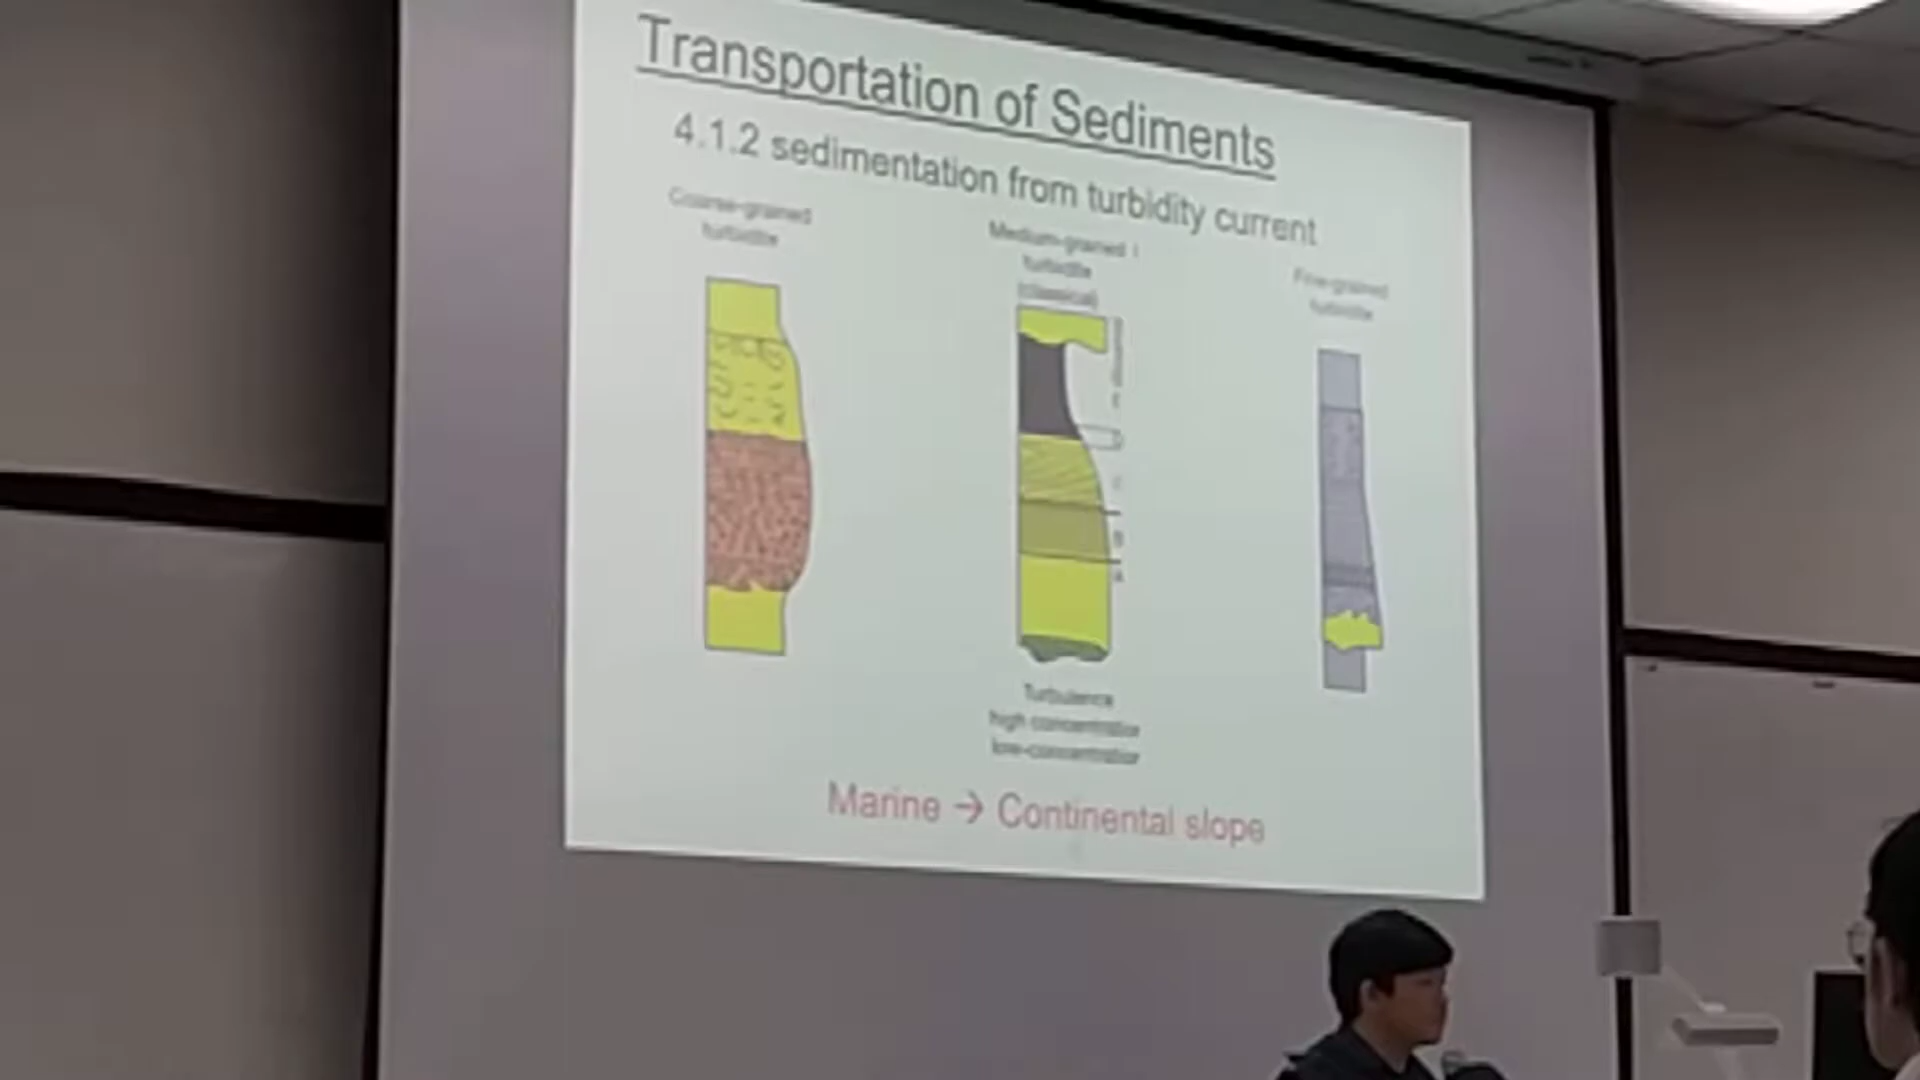 Transportation of Sediments
4.1.2 sedimentation from turbidity current
Coarse-grained
turbidite
Medium-grained
turbidite
(classical)
Fine-grained
turbidite
D
C
B
A
Turbulence
high concentration
low-concentration
Marine → Continental slope